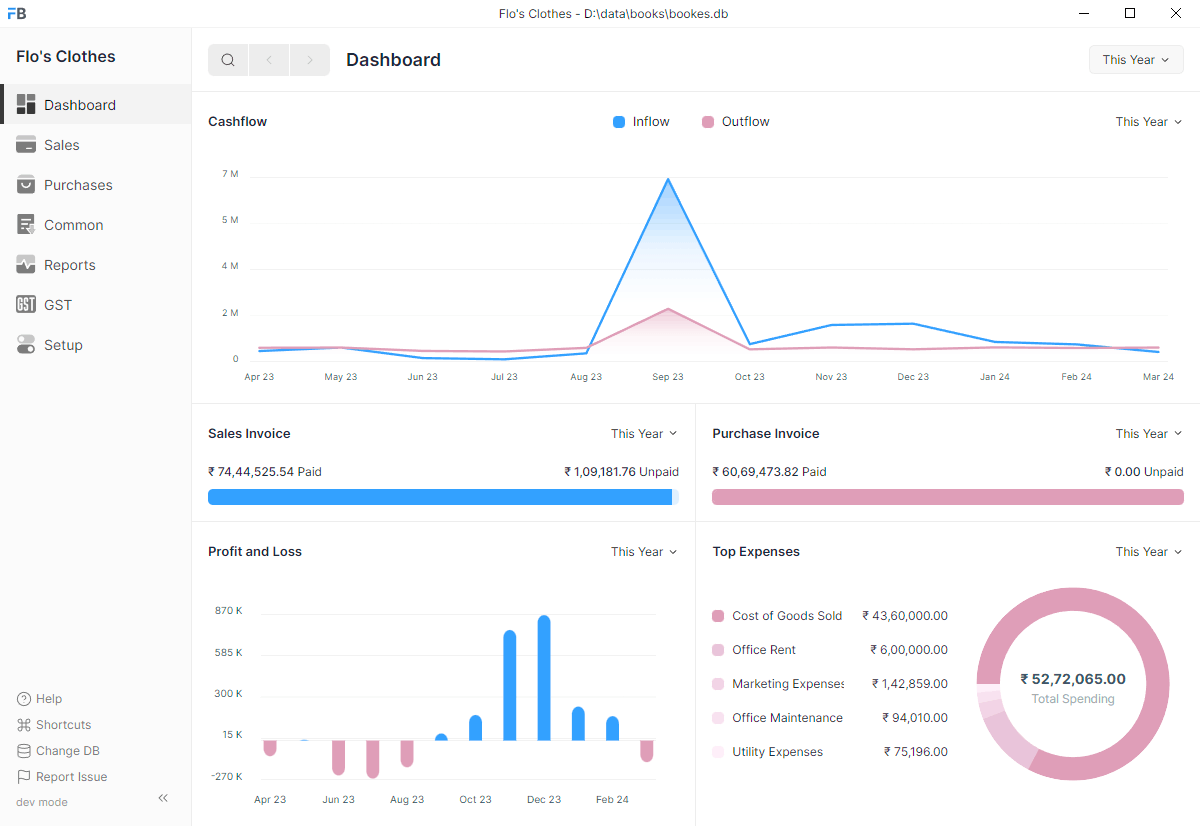 FB
Flo's Clothes - D:\data\books\bookes.db
Flo's Clothes
Dashboard
Sales
Purchases
Common
Reports
GST GST
Setup
Help
Shortcuts
Change DB
Report Issue
dev mode
Dashboard
This Year
Cashflow
Inflow
Outflow
This Year
7 M
5 M
4 M
2 M
0
Apr 23 May 23 Jun 23 Jul 23 Aug 23 Sep 23 Oct 23 Nov 23 Dec 23 Jan 24 Feb 24 Mar 24
Sales Invoice
This Year
₹ 74,44,525.54 Paid
₹ 1,09,181.76 Unpaid
Purchase Invoice
This Year
₹ 60,69,473.82 Paid
₹ 0.00 Unpaid
Profit and Loss
This Year
870 K
585 K
300 K
15 K
-270 K
Apr 23 Jun 23 Aug 23 Oct 23 Dec 23 Feb 24
Top Expenses
This Year
Cost of Goods Sold ₹ 43,60,000.00
Office Rent ₹ 6,00,000.00
Marketing Expenses ₹ 1,42,859.00
Office Maintenance ₹ 94,010.00
Utility Expenses ₹ 75,196.00
₹ 52,72,065.00
Total Spending